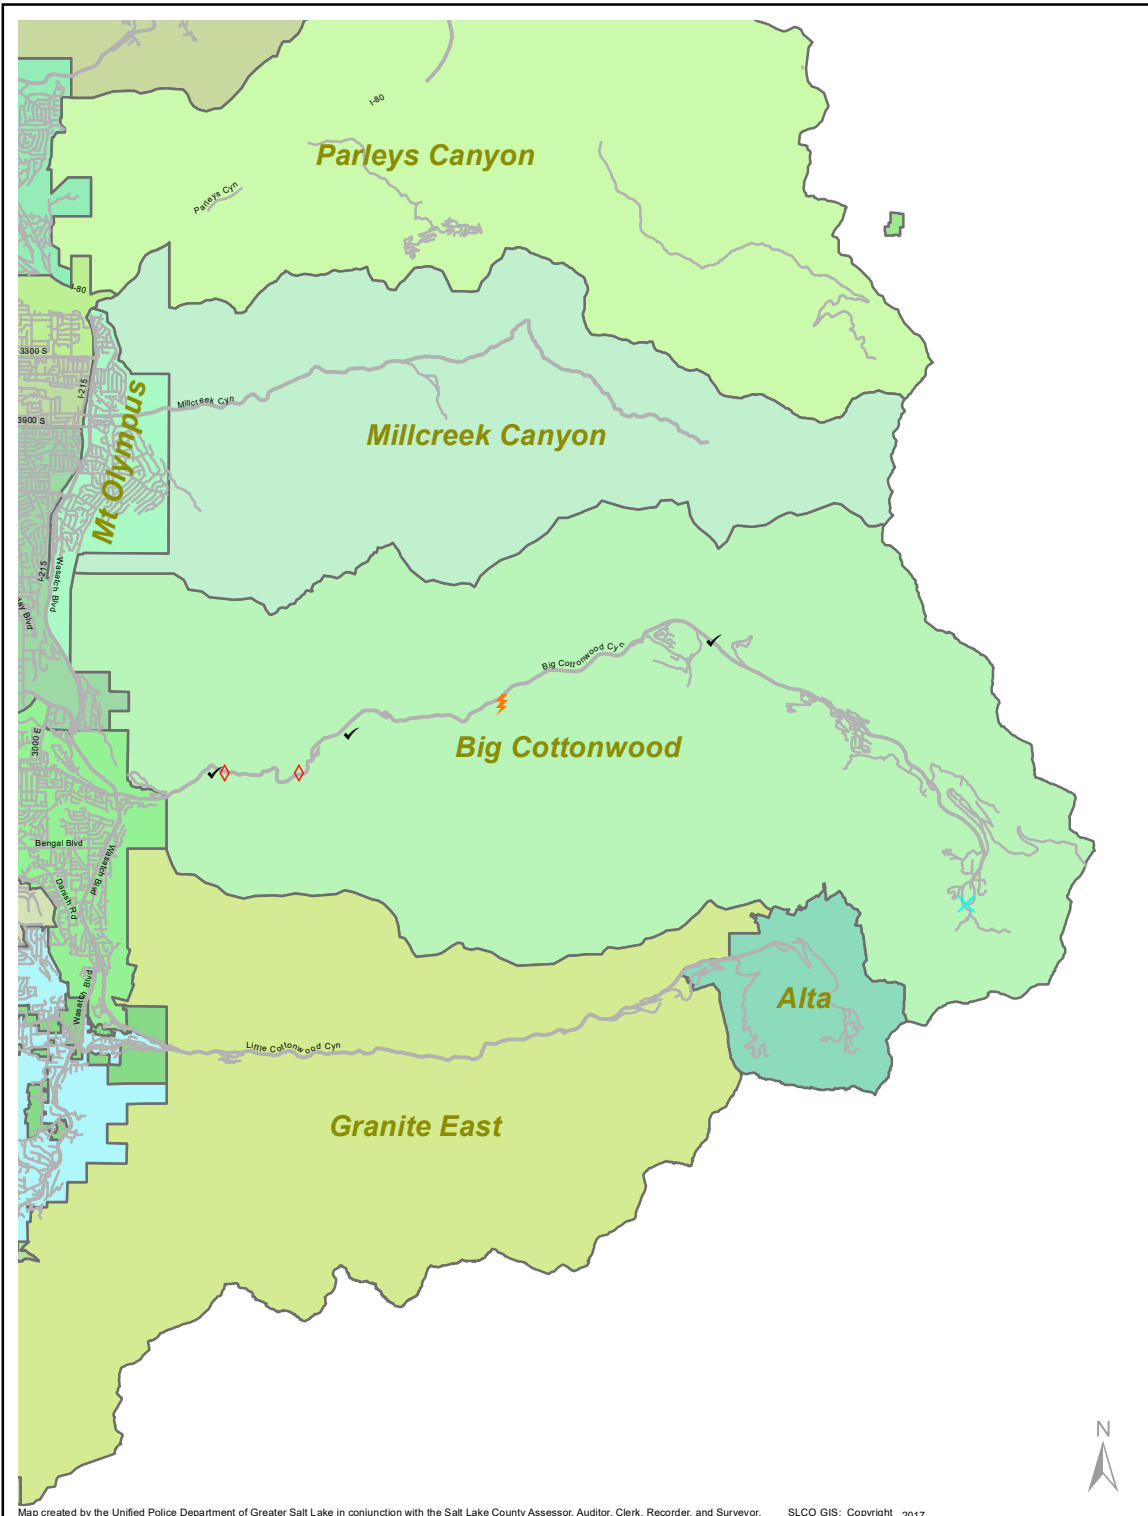 I-80
Parleys Canyon
Parleys Cyn
I-80
3300 S
I-215
Mt Olympus
Millcreek Cyn
3900 S
Millcreek Canyon
I-215
Wasatch Blvd
Blvd
Big Cottonwood Cyn
3000 E
Big Cottonwood
Bengal Blvd
Wasatch Blvd
Danish Rd
Wasatch Blvd
Alta
Little Cottonwood Cyn
Granite East
N
Map created by the Unified Police Department of Greater Salt Lake in conjunction with the Salt Lake County Assessor, Auditor, Clerk, Recorder, and Surveyor. SLCO GIS: Copyright 2017